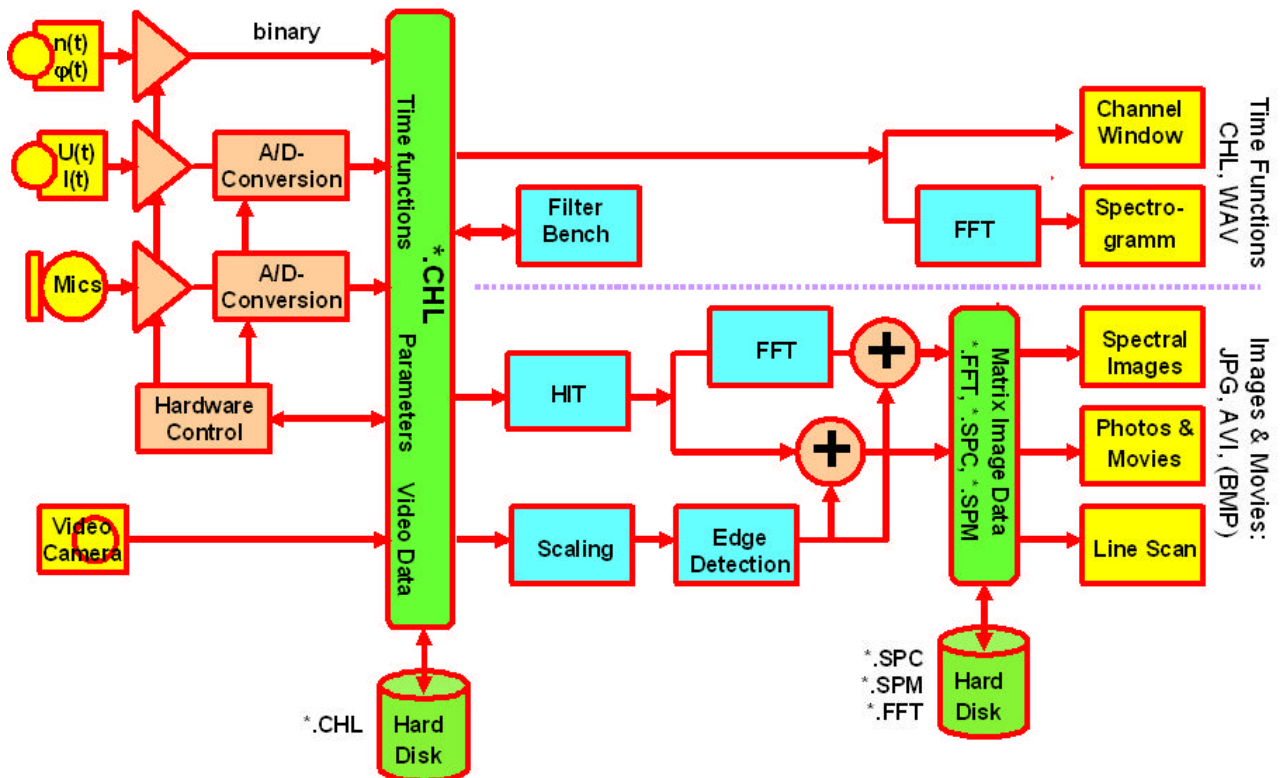 n(t)
φ(t)
binary
U(t)
I(t)
A/D-
Conversion
Mics
A/D-
Conversion
Hardware
Control
Video
Camera
Time functions
*.CHL
Parameters
Video Data
*.CHL
Hard
Disk
Filter
Bench
FFT
Channel
Window
Spectro-
gramm
Time Functions
CHL, WAV
HIT
FFT
+
+
Scaling
Edge
Detection
Matrix Image Data
*.FFT, *.SPC, *.SPM
Spectral
Images
Photos &
Movies
Line Scan
Images & Movies:
JPG, AVI, (BMP)
*.SPC
*.SPM
*.FFT
Hard
Disk